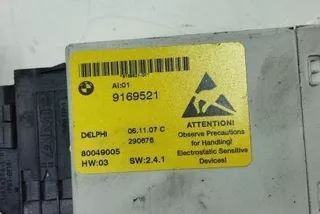 AI:01
9169521
DELPHI
06.11.07 C
290676
80049005
HW:03
SW:2.4.1
ATTENTION!
Observe Precautions
for Handling!
Electrostatic Sensitive
Devices!